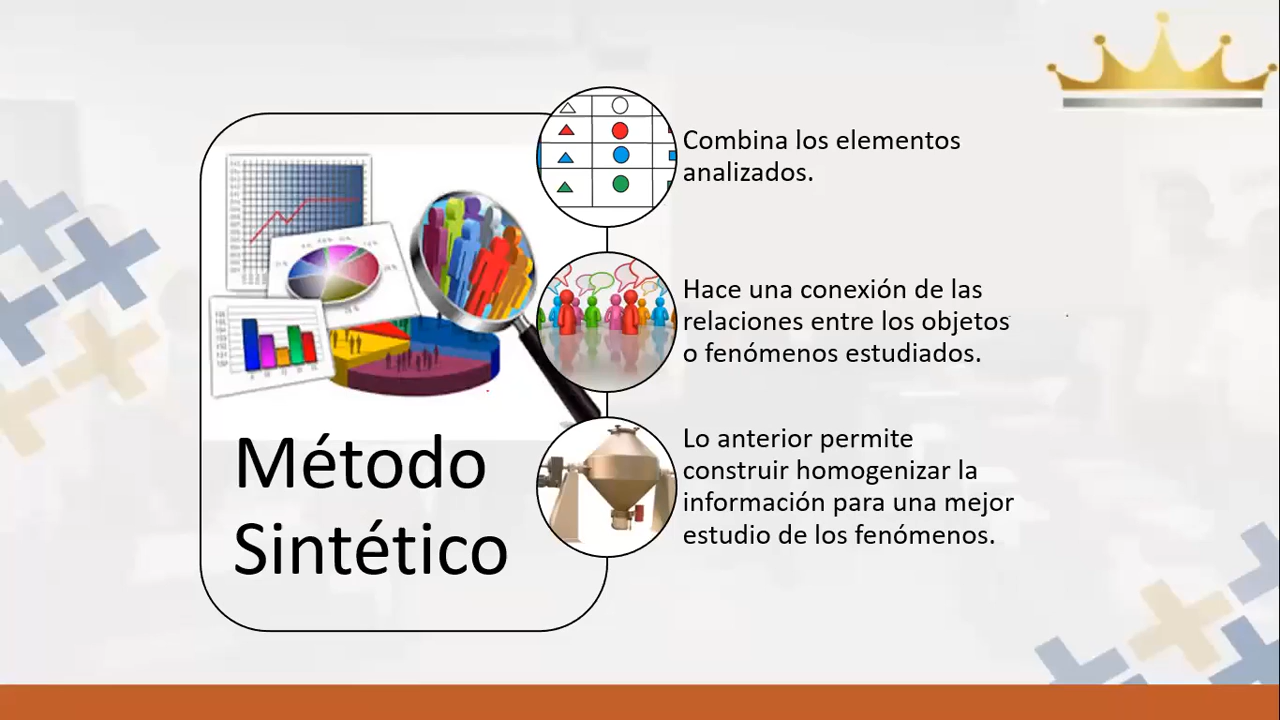 Método
Sintético
Combina los elementos
analizados.
Hace una conexión de las
relaciones entre los objetos
o fenómenos estudiados.
Lo anterior permite
construir homogenizar la
información para una mejor
estudio de los fenómenos.